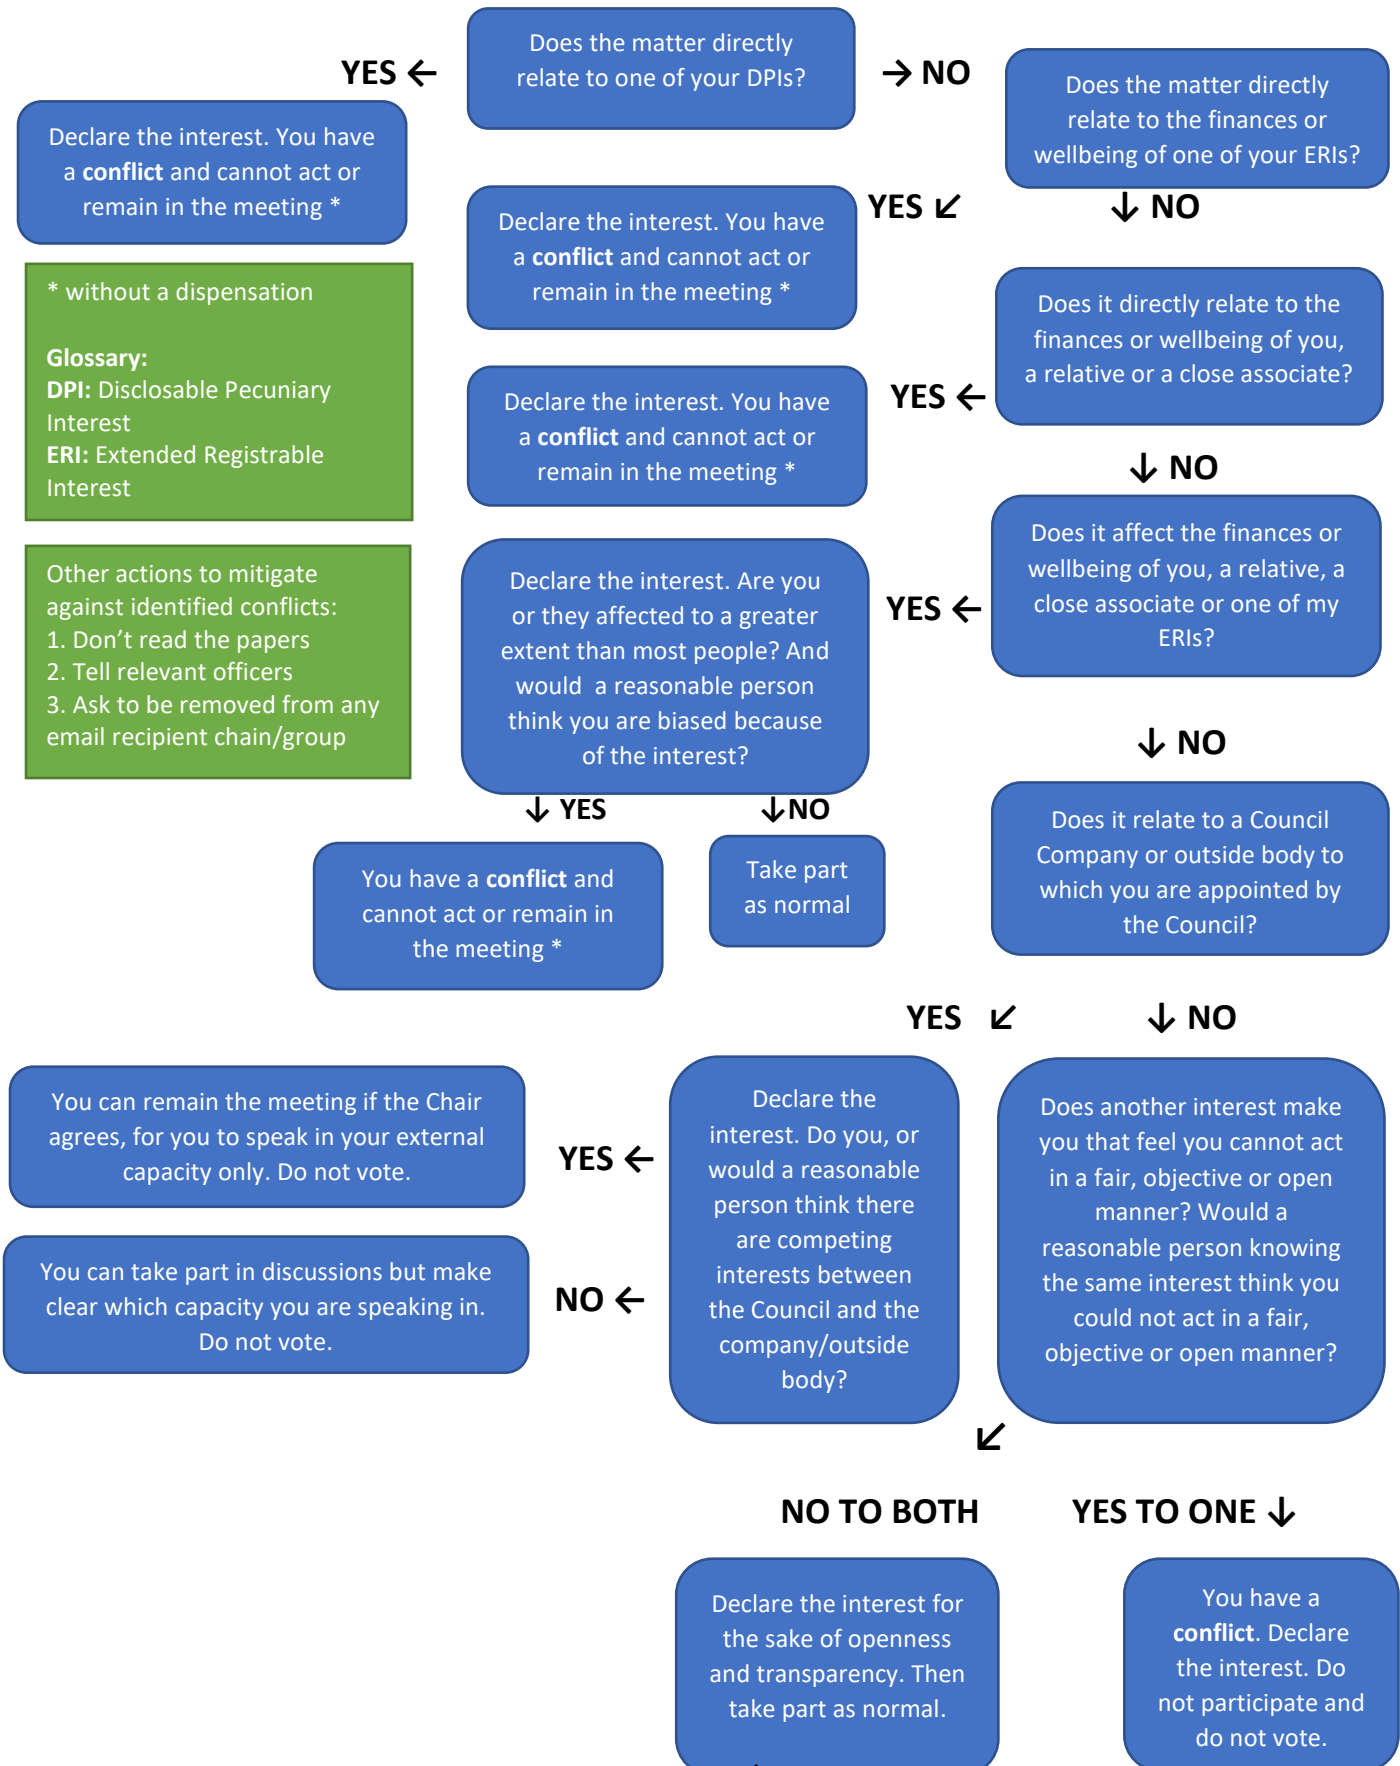 Does the matter directly
relate to one of your DPIs?
YES ←
→ NO
Declare the interest. You have
a conflict and cannot act or
remain in the meeting *
Does the matter directly
relate to the finances or
wellbeing of one of your ERIs?
YES ↙
↓ NO
Declare the interest. You have
a conflict and cannot act or
remain in the meeting *
* without a dispensation
Glossary:
DPI: Disclosable Pecuniary
Interest
ERI: Extended Registrable
Interest
Does it directly relate to the
finances or wellbeing of you,
a relative or a close associate?
YES ←
↓ NO
Declare the interest. You have
a conflict and cannot act or
remain in the meeting *
Other actions to mitigate
against identified conflicts:
1. Don’t read the papers
2. Tell relevant officers
3. Ask to be removed from any
email recipient chain/group
Does it affect the finances or
wellbeing of you, a relative, a
close associate or one of my
ERIs?
YES ←
↓ NO
Declare the interest. Are you
or they affected to a greater
extent than most people? And
would  a reasonable person
think you are biased because
of the interest?
↓ YES
↓NO
You have a conflict and
cannot act or remain in
the meeting *
Take part
as normal
Does it relate to a Council
Company or outside body to
which you are appointed by
the Council?
YES ↙
↓ NO
Declare the
interest. Do you, or
would a reasonable
person think there
are competing
interests between
the Council and the
company/outside
body?
YES ←
You can remain the meeting if the Chair
agrees, for you to speak in your external
capacity only. Do not vote.
NO ←
You can take part in discussions but make
clear which capacity you are speaking in.
Do not vote.
Does another interest make
you that feel you cannot act
in a fair, objective or open
manner? Would a
reasonable person knowing
the same interest think you
could not act in a fair,
objective or open manner?
↙
NO TO BOTH
YES TO ONE ↓
Declare the interest for
the sake of openness
and transparency. Then
take part as normal.
You have a
conflict. Declare
the interest. Do
not participate and
do not vote.